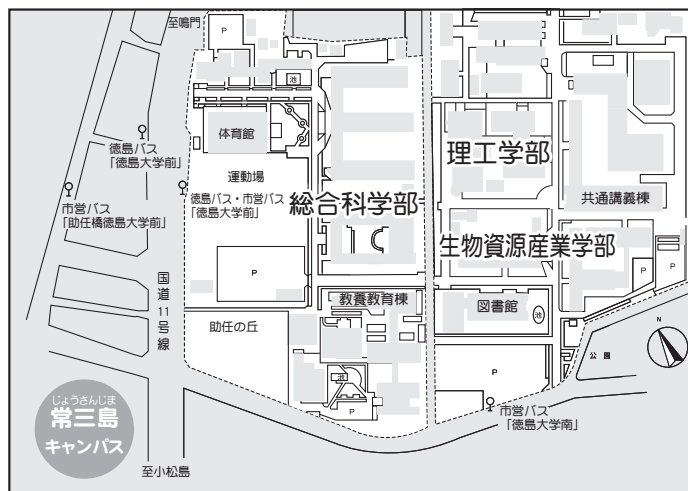 至鳴門
P
池
体育館
理工学部
徳島バス
「徳島大学前」
運動場
徳島バス・市営バス
「徳島大学前」
総合科学部
共通講義棟
市営バス
「助任橋徳島大学前」
生物資源産業学部
P
P
P
国道11号線
教養教育棟
図書館
池
助任の丘
N
公園
P
池
じょうさんじま
常三島
キャンパス
P
市営バス
「徳島大学南」
至小松島